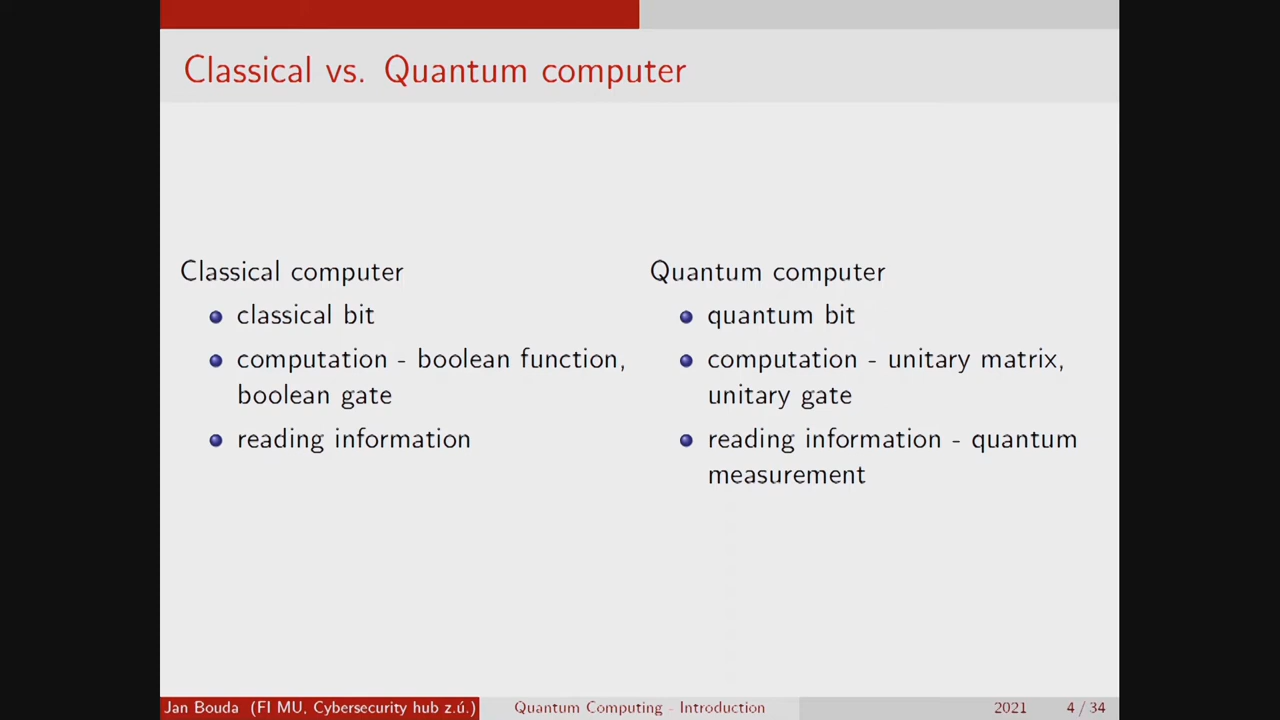 Classical vs. Quantum computer
Classical computer
classical bit
computation - boolean function,
boolean gate
reading information
Quantum computer
quantum bit
computation - unitary matrix,
unitary gate
reading information - quantum
measurement
Jan Bouda (FI MU, Cybersecurity hub z.ú.)
Quantum Computing - Introduction
2021
4 / 34